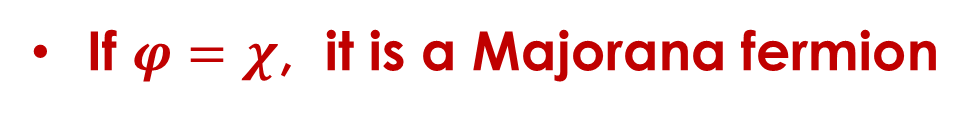 • If 𝝋 = 𝝌, it is a Majorana fermion